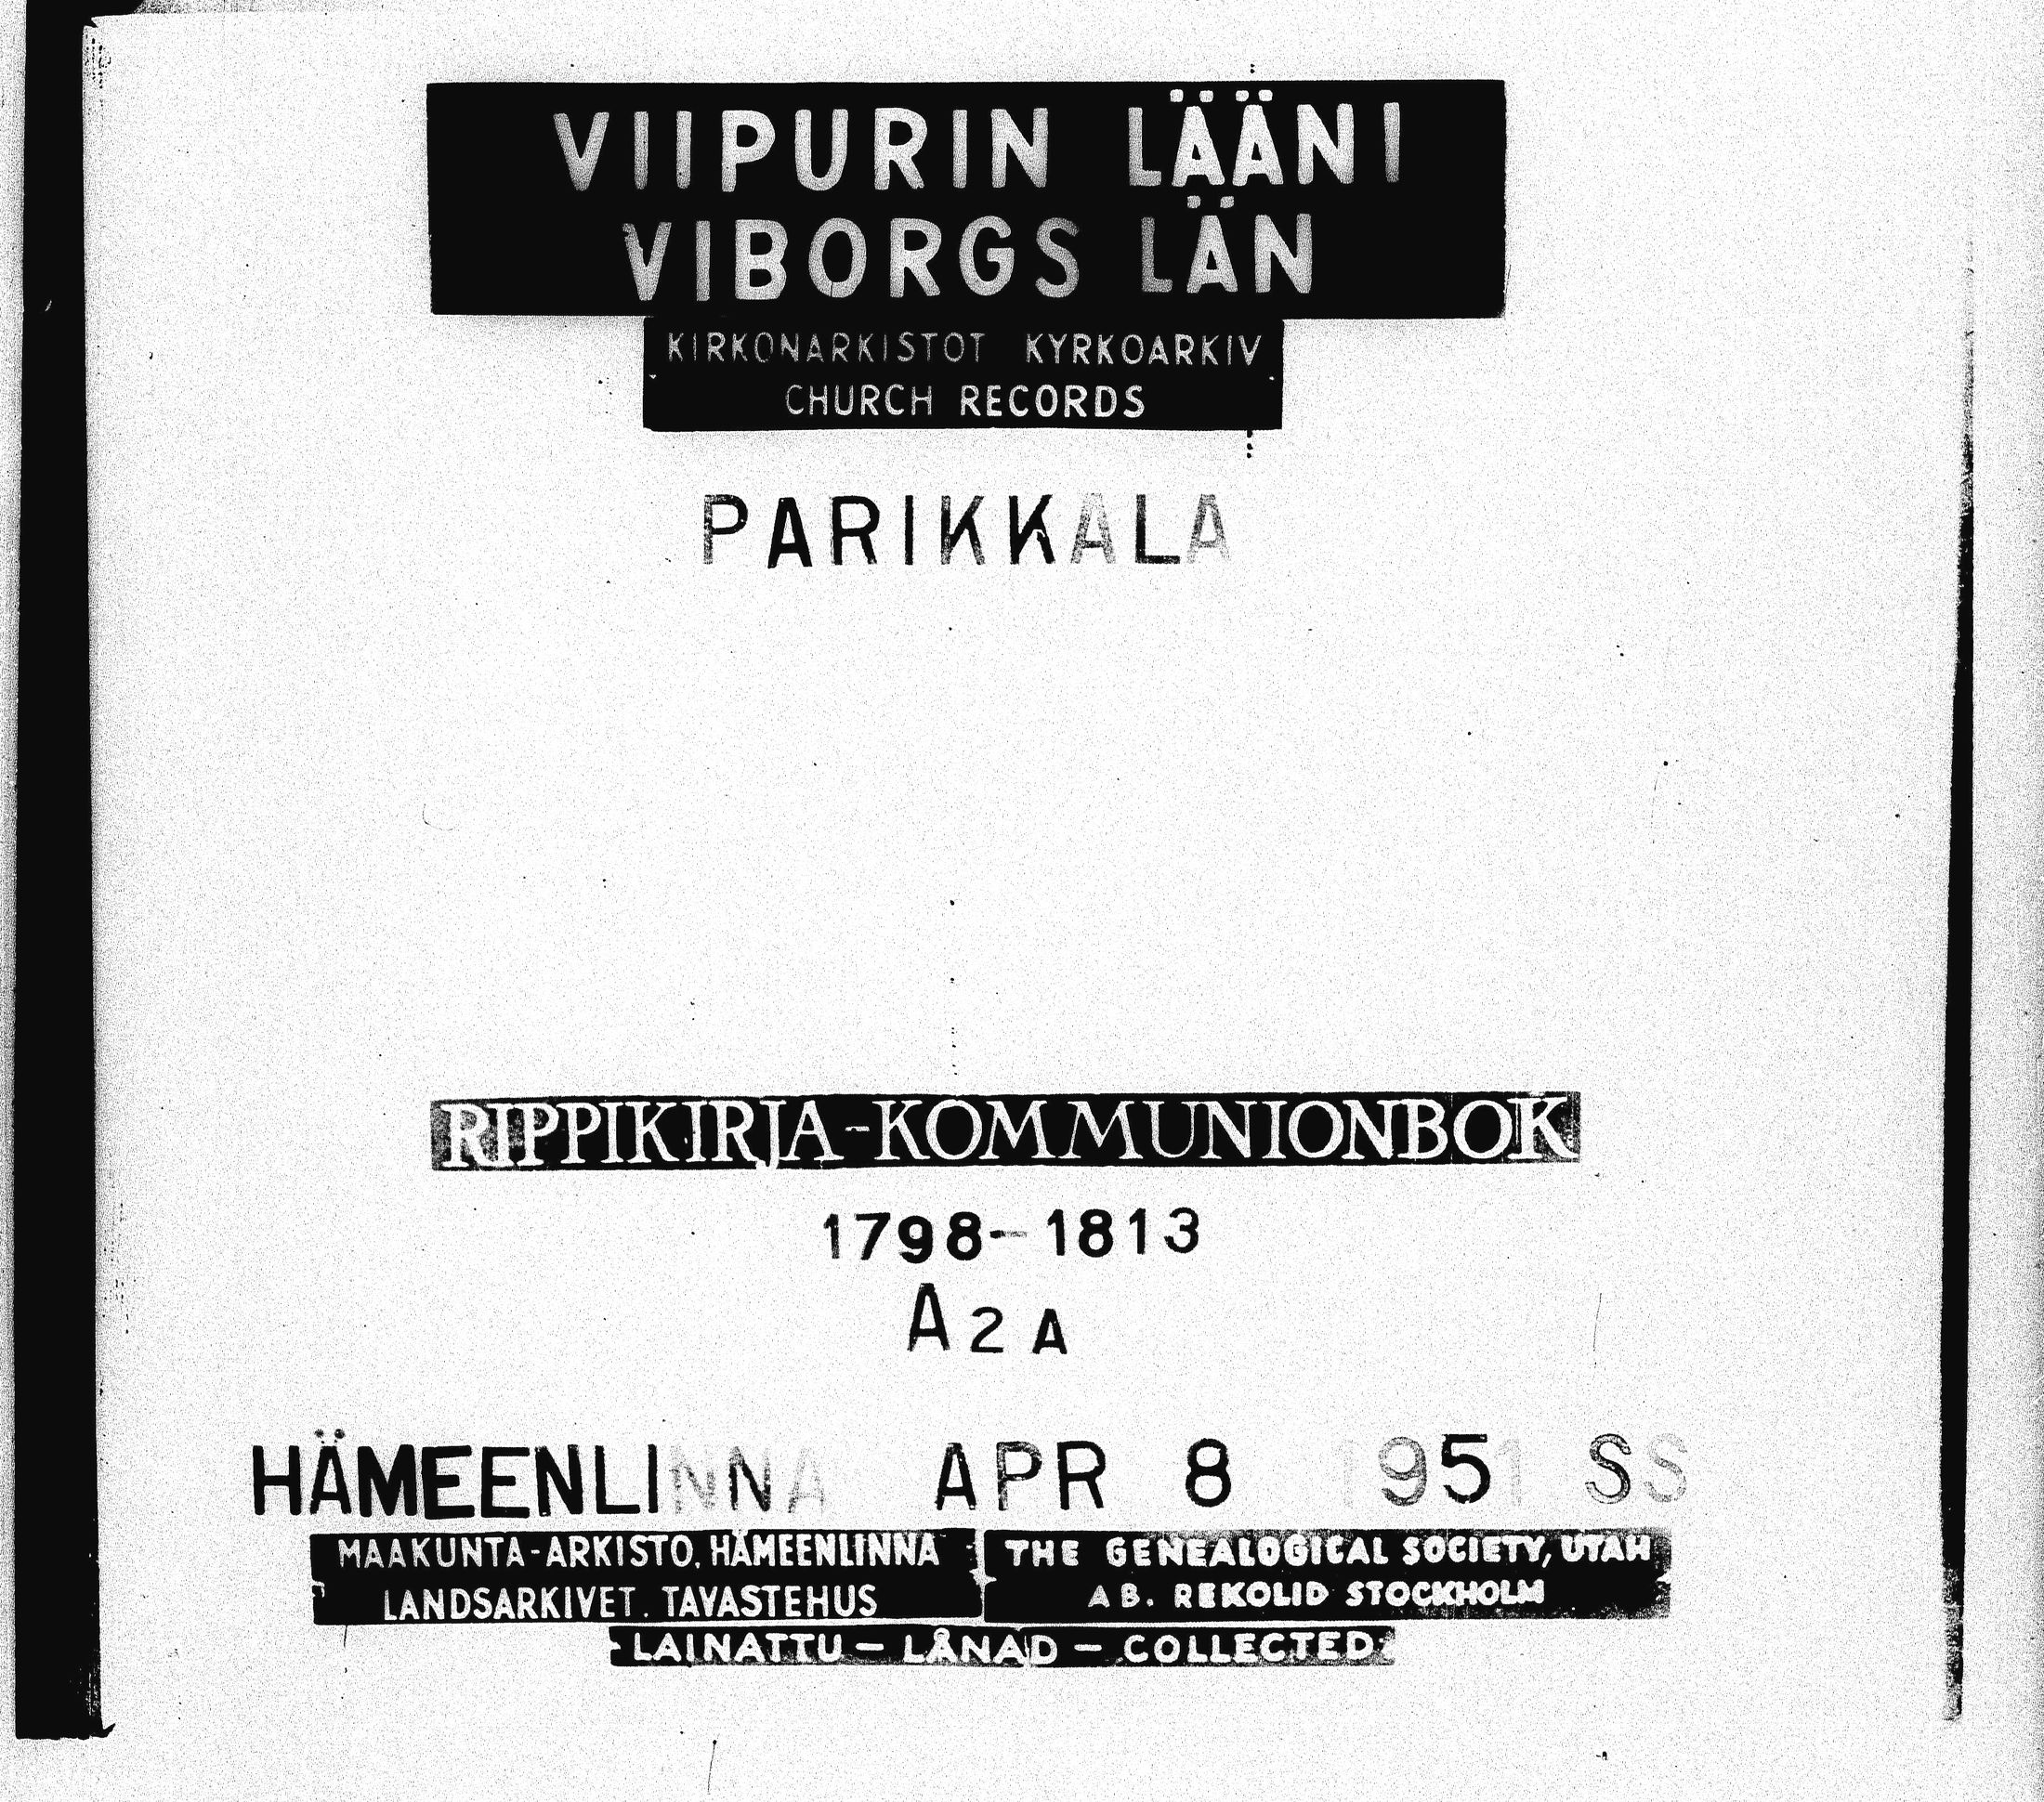 VIIPURIN LÄÄNI
VIBORGS LÄN
KIRKONARKISTOT KYRKOARKIV
CHURCH RECORDS
PARIKKALA
RIPPIKIRJA-KOMMUNIONBOK
1798-1813
A2A
HÄMEENLINNA APR 8 1951 SS
MAAKUNTA-ARKISTO, HÄMEENLINNA
LANDSARKIVET. TAVASTEHUS
THE GENEALOGICAL SOCIETY, UTAH
AB. REKOLID STOCKHOLM
LAINATTU - LÅNAD - COLLECTED